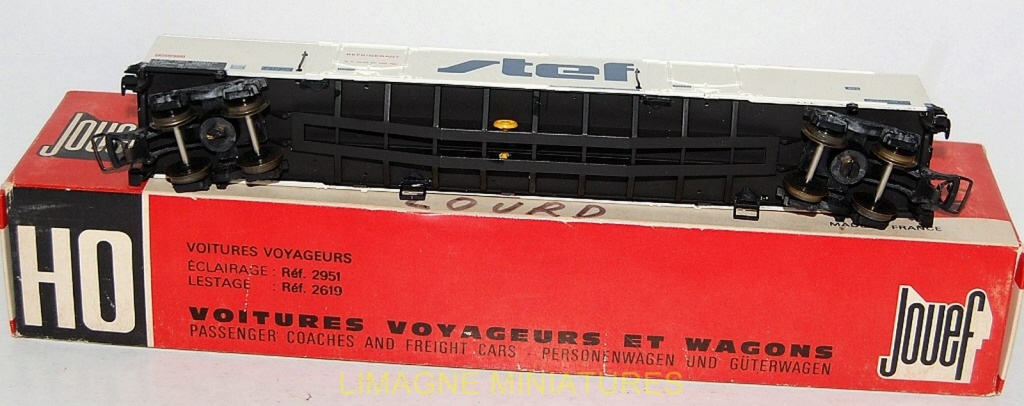 stef
Jouef
LOURD
MADE IN FRANCE
HO
VOITURES VOYAGEURS
ÉCLAIRAGE : Réf. 2951
LESTAGE : Réf. 2619
VOITURES VOYAGEURS ET WAGONS
PASSENGER COACHES AND FREIGHT CARS - PERSONENWAGEN UND GÜTERWAGEN
Jouef
LIMAGNE MINIATURES